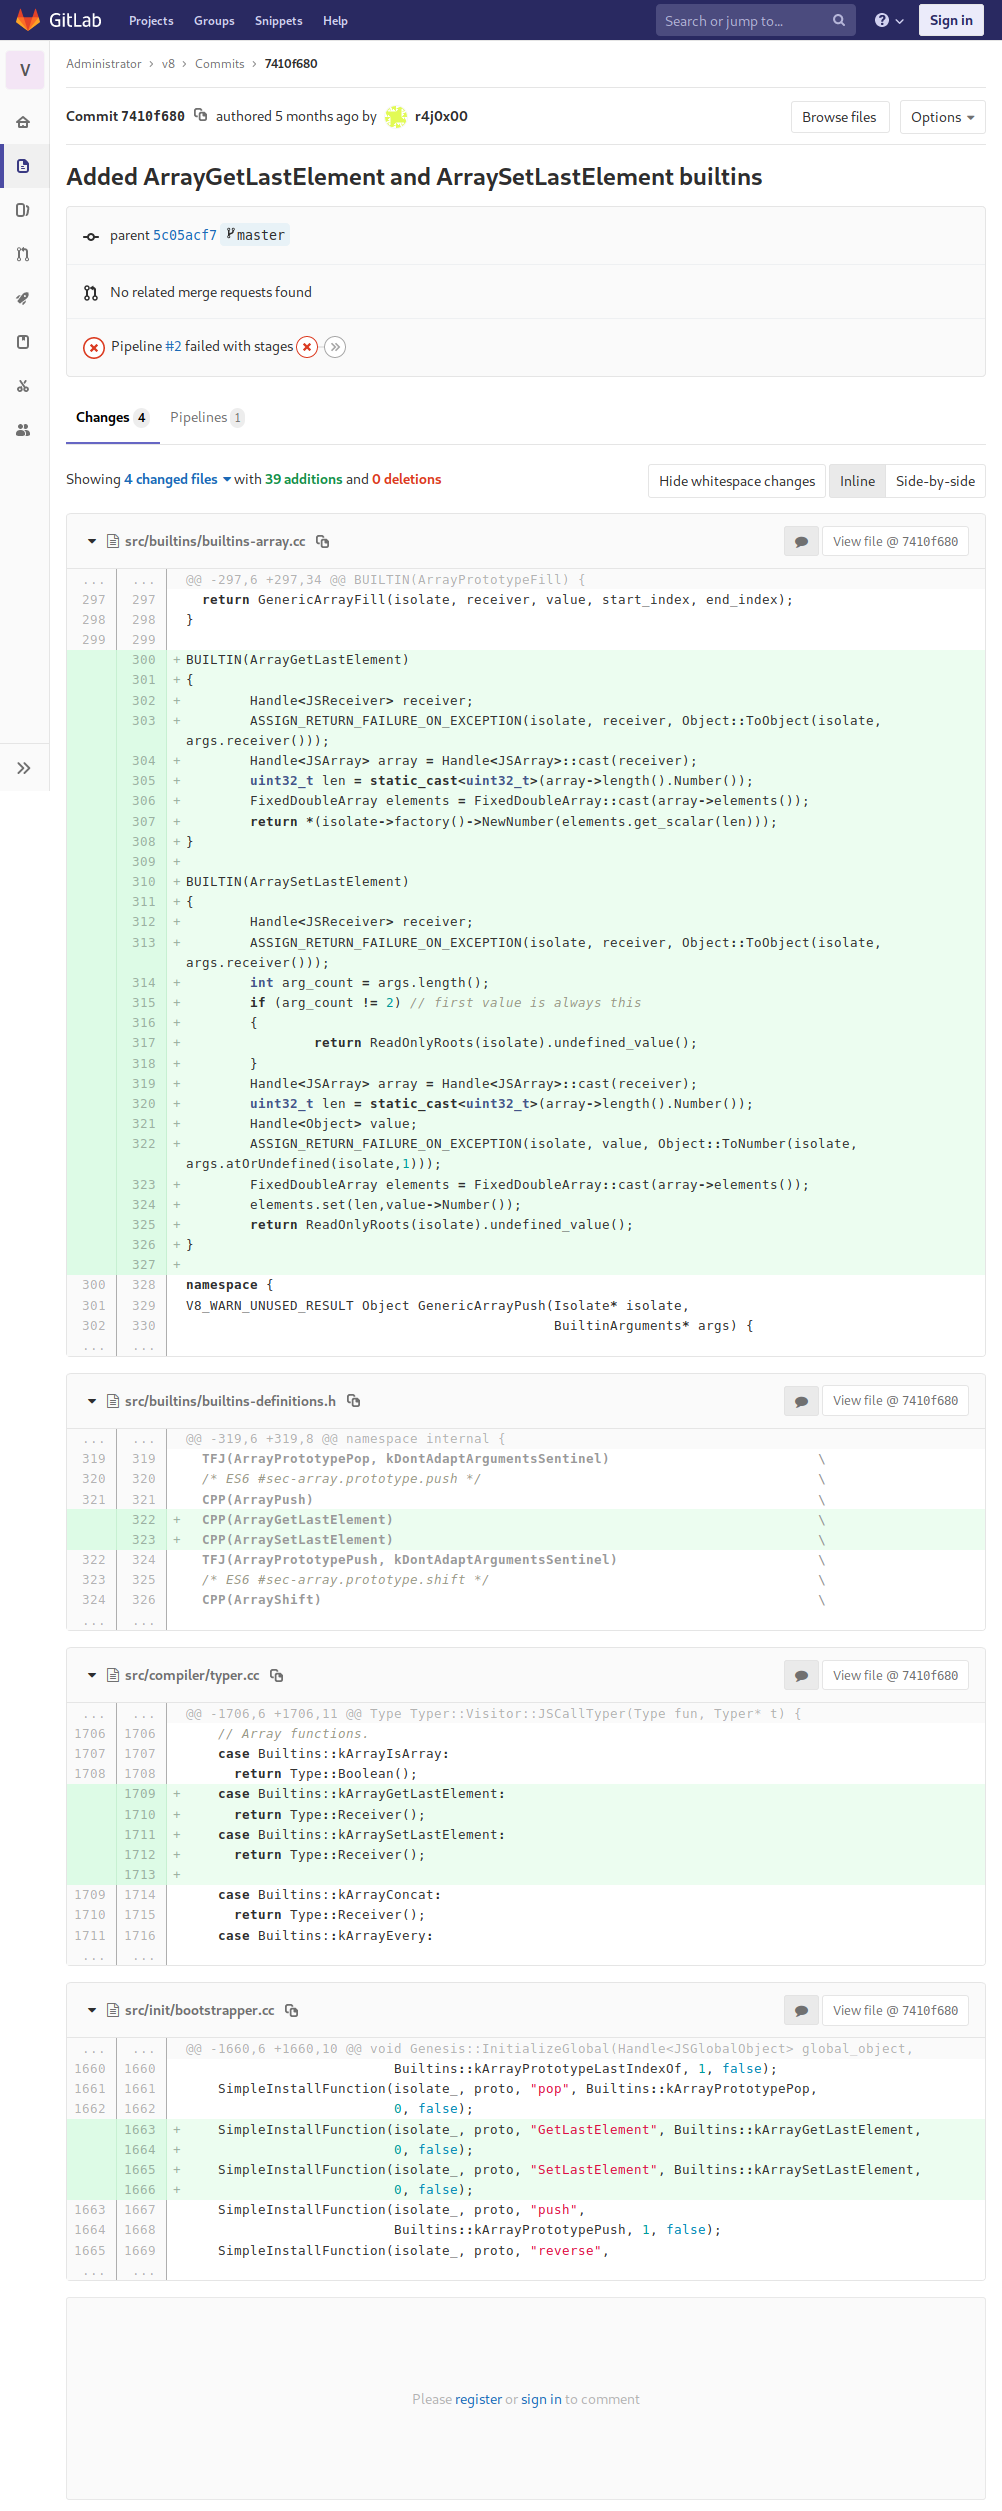 GitLab Projects Groups Snippets Help Search or jump to... Sign in
V
Administrator › v8 › Commits › 7410f680
Commit 7410f680 authored 5 months ago by r4j0x00 Browse files Options
Added ArrayGetLastElement and ArraySetLastElement builtins
parent 5c05acf7 master
No related merge requests found
Pipeline #2 failed with stages
Changes 4 Pipelines 1
Showing 4 changed files with 39 additions and 0 deletions Hide whitespace changes Inline Side-by-side
src/builtins/builtins-array.cc View file @ 7410f680
... ... @@ -297,6 +297,34 @@ BUILTIN(ArrayPrototypeFill) {
297 297 return GenericArrayFill(isolate, receiver, value, start_index, end_index);
298 298 }
299 299
300 + BUILTIN(ArrayGetLastElement)
301 + {
302 + Handle<JSReceiver> receiver;
303 + ASSIGN_RETURN_FAILURE_ON_EXCEPTION(isolate, receiver, Object::ToObject(isolate,
args.receiver()));
304 + Handle<JSArray> array = Handle<JSArray>::cast(receiver);
305 + uint32_t len = static_cast<uint32_t>(array->length().Number());
306 + FixedDoubleArray elements = FixedDoubleArray::cast(array->elements());
307 + return *(isolate->factory()->NewNumber(elements.get_scalar(len)));
308 + }
309 +
310 + BUILTIN(ArraySetLastElement)
311 + {
312 + Handle<JSReceiver> receiver;
313 + ASSIGN_RETURN_FAILURE_ON_EXCEPTION(isolate, receiver, Object::ToObject(isolate,
args.receiver()));
314 + int arg_count = args.length();
315 + if (arg_count != 2) // first value is always this
316 + {
317 + return ReadOnlyRoots(isolate).undefined_value();
318 + }
319 + Handle<JSArray> array = Handle<JSArray>::cast(receiver);
320 + uint32_t len = static_cast<uint32_t>(array->length().Number());
321 + Handle<Object> value;
322 + ASSIGN_RETURN_FAILURE_ON_EXCEPTION(isolate, value, Object::ToNumber(isolate,
args.atOrUndefined(isolate,1)));
323 + FixedDoubleArray elements = FixedDoubleArray::cast(array->elements());
324 + elements.set(len,value->Number());
325 + return ReadOnlyRoots(isolate).undefined_value();
326 + }
327 +
300 328 namespace {
301 329 V8_WARN_UNUSED_RESULT Object GenericArrayPush(Isolate* isolate,
302 330 BuiltinArguments* args) {
... ...
src/builtins/builtins-definitions.h View file @ 7410f680
... ... @@ -319,6 +319,8 @@ namespace internal {
319 319 TFJ(ArrayPrototypePop, kDontAdaptArgumentsSentinel) \
320 320 /* ES6 #sec-array.prototype.push */ \
321 321 CPP(ArrayPush) \
322 + CPP(ArrayGetLastElement) \
323 + CPP(ArraySetLastElement) \
322 324 TFJ(ArrayPrototypePush, kDontAdaptArgumentsSentinel) \
323 325 /* ES6 #sec-array.prototype.shift */ \
324 326 CPP(ArrayShift) \
... ...
src/compiler/typer.cc View file @ 7410f680
... ... @@ -1706,6 +1706,11 @@ Type Typer::Visitor::JSCallTyper(Type fun, Typer* t) {
1706 1706 // Array functions.
1707 1707 case Builtins::kArrayIsArray:
1708 1708 return Type::Boolean();
1709 + case Builtins::kArrayGetLastElement:
1710 + return Type::Receiver();
1711 + case Builtins::kArraySetLastElement:
1712 + return Type::Receiver();
1713 +
1709 1714 case Builtins::kArrayConcat:
1710 1715 return Type::Receiver();
1711 1716 case Builtins::kArrayEvery:
... ...
src/init/bootstrapper.cc View file @ 7410f680
... ... @@ -1660,6 +1660,10 @@ void Genesis::InitializeGlobal(Handle<JSGlobalObject> global_object,
1660 1660 Builtins::kArrayPrototypeLastIndexOf, 1, false);
1661 1661 SimpleInstallFunction(isolate_, proto, "pop", Builtins::kArrayPrototypePop,
1662 1662 0, false);
1663 + SimpleInstallFunction(isolate_, proto, "GetLastElement", Builtins::kArrayGetLastElement,
1664 + 0, false);
1665 + SimpleInstallFunction(isolate_, proto, "SetLastElement", Builtins::kArraySetLastElement,
1666 + 0, false);
1663 1667 SimpleInstallFunction(isolate_, proto, "push",
1664 1668 Builtins::kArrayPrototypePush, 1, false);
1665 1669 SimpleInstallFunction(isolate_, proto, "reverse",
... ...
Please register or sign in to comment